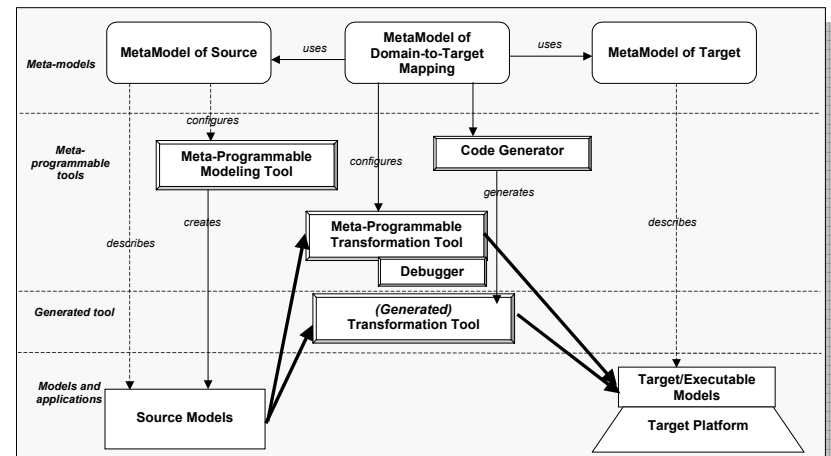 Meta-models
MetaModel of Source
uses
MetaModel of
Domain-to-Target
Mapping
uses
MetaModel of Target
configures
Meta-
programmable
tools
Meta-Programmable
Modeling Tool
configures
Code Generator
creates
generates
describes
Meta-Programmable
Transformation Tool
describes
Debugger
Generated tool
(Generated)
Transformation Tool
Models and
applications
Source Models
Target/Executable
Models
Target Platform